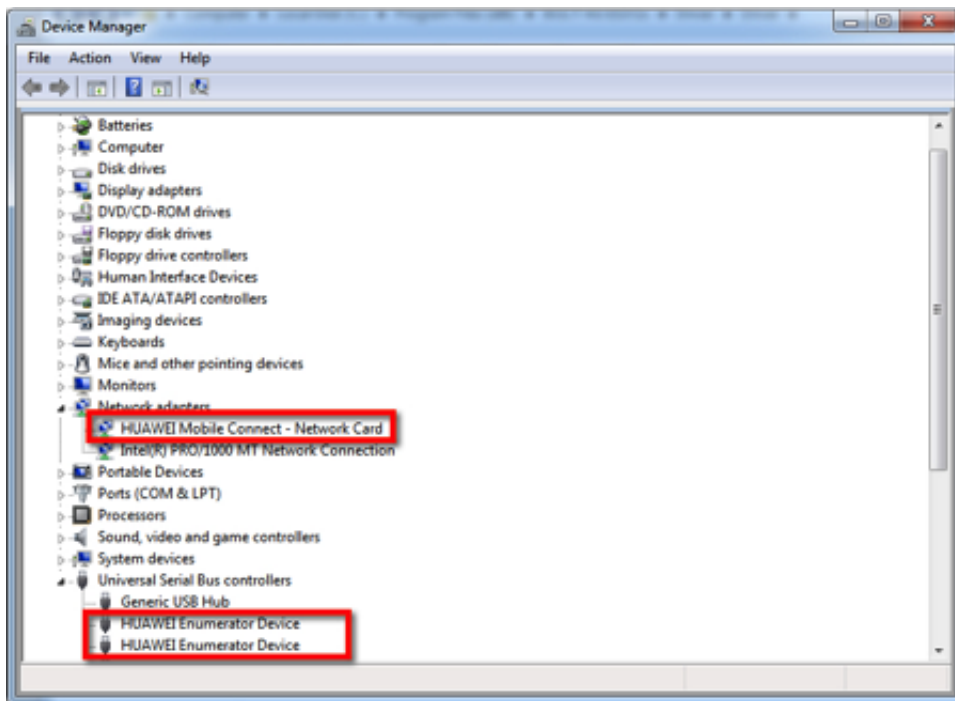 Device Manager
File Action View Help
Batteries
Computer
Disk drives
Display adapters
DVD/CD-ROM drives
Floppy disk drives
Floppy drive controllers
Human Interface Devices
IDE ATA/ATAPI controllers
Imaging devices
Keyboards
Mice and other pointing devices
Monitors
Network adapters
HUAWEI Mobile Connect - Network Card
Intel(R) PRO/1000 MT Network Connection
Portable Devices
Ports (COM & LPT)
Processors
Sound, video and game controllers
System devices
Universal Serial Bus controllers
Generic USB Hub
HUAWEI Enumerator Device
HUAWEI Enumerator Device